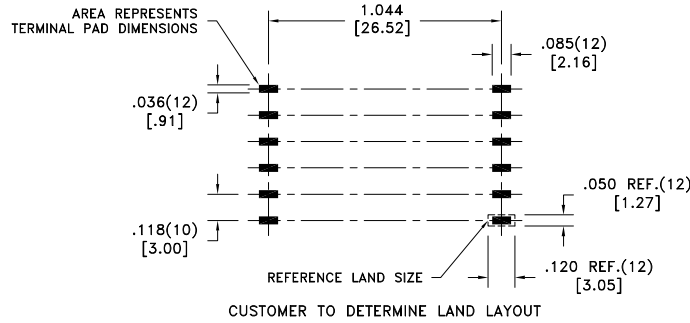 AREA REPRESENTS
TERMINAL PAD DIMENSIONS
1.044
[26.52]
.085(12)
[2.16]
.036(12)
[.91]
.050 REF.(12)
[1.27]
.118(10)
[3.00]
REFERENCE LAND SIZE
.120 REF.(12)
[3.05]
CUSTOMER TO DETERMINE LAND LAYOUT